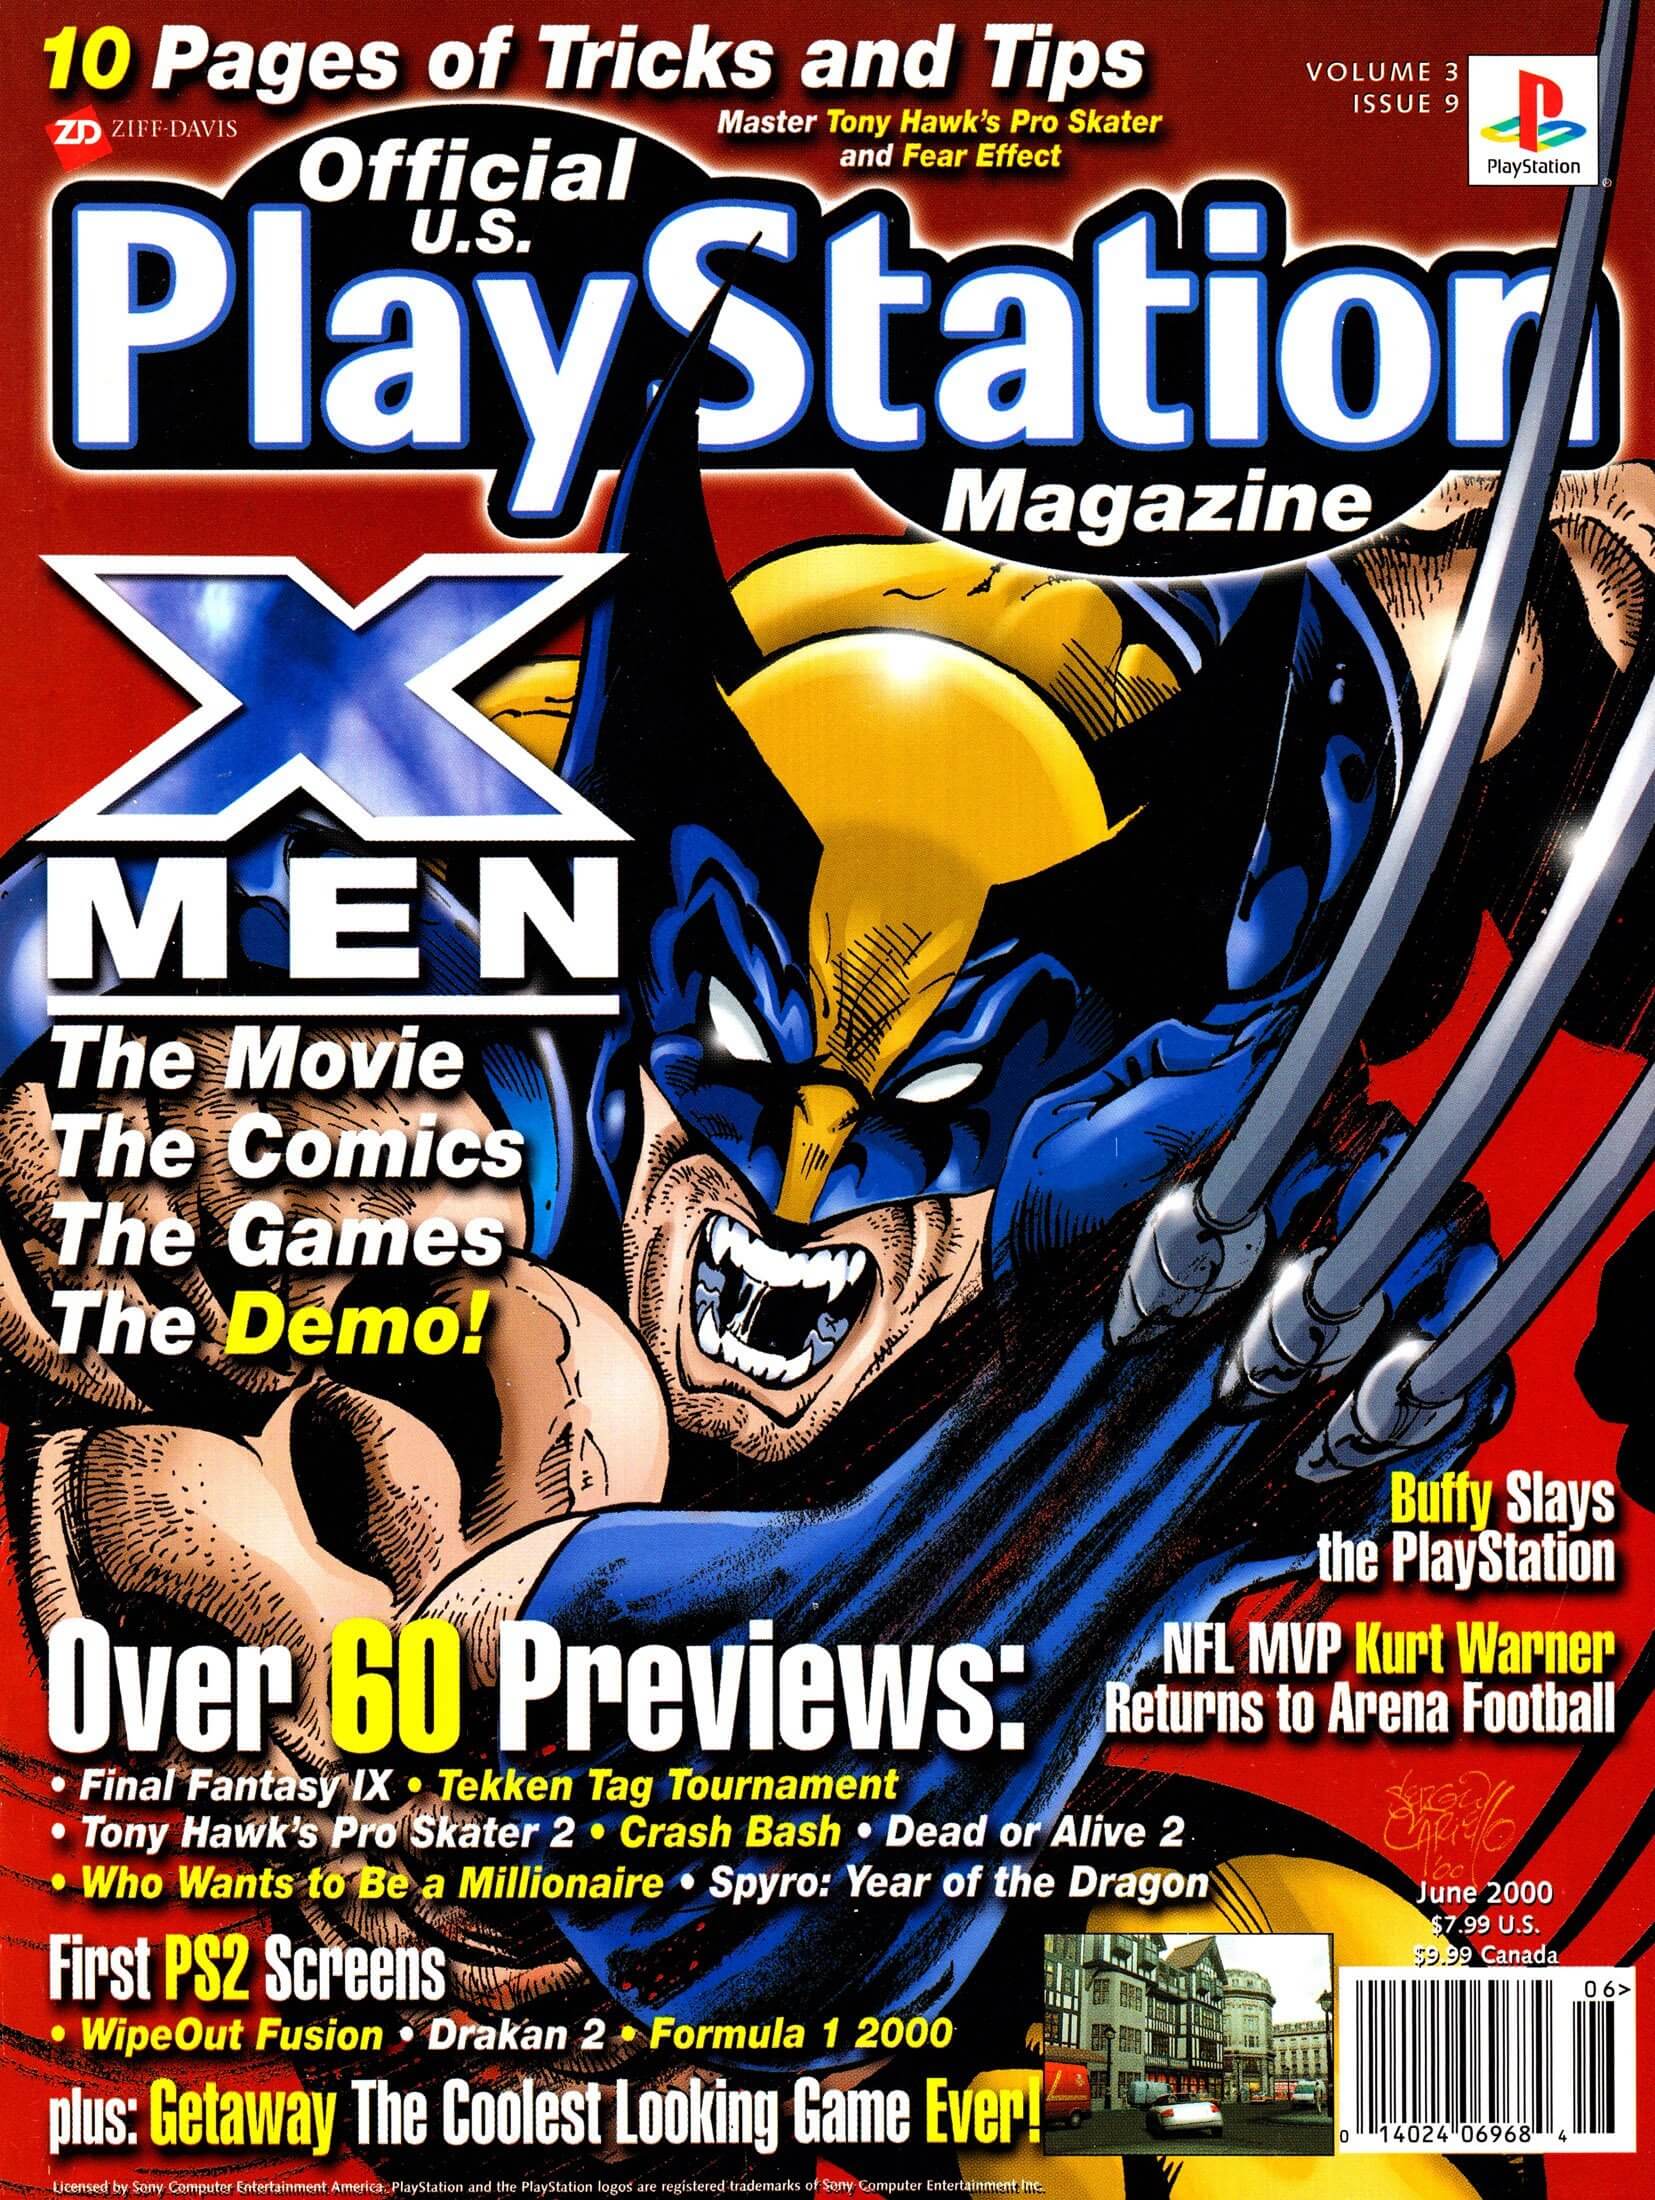 10 Pages of Tricks and Tips
Master Tony Hawk's Pro Skater
and Fear Effect
VOLUME 3
ISSUE 9
PlayStation
ZD ZIFF-DAVIS
Official
U.S.
PlayStation
Magazine
X
MEN
The Movie
The Comics
The Games
The Demo!
Buffy Slays
the PlayStation
NFL MVP Kurt Warner
Returns to Arena Football
Over 60 Previews:
• Final Fantasy IX • Tekken Tag Tournament
• Tony Hawk's Pro Skater 2 • Crash Bash • Dead or Alive 2
• Who Wants to Be a Millionaire • Spyro: Year of the Dragon
First PS2 Screens
• WipeOut Fusion • Drakan 2 • Formula 1 2000
plus: Getaway The Coolest Looking Game Ever!
Sergio
Cariello
'00
June 2000
$7.99 U.S.
$9.99 Canada
06>
0 14024 06968 4
Licensed by Sony Computer Entertainment America. PlayStation and the PlayStation logos are registered trademarks of Sony Computer Entertainment Inc.